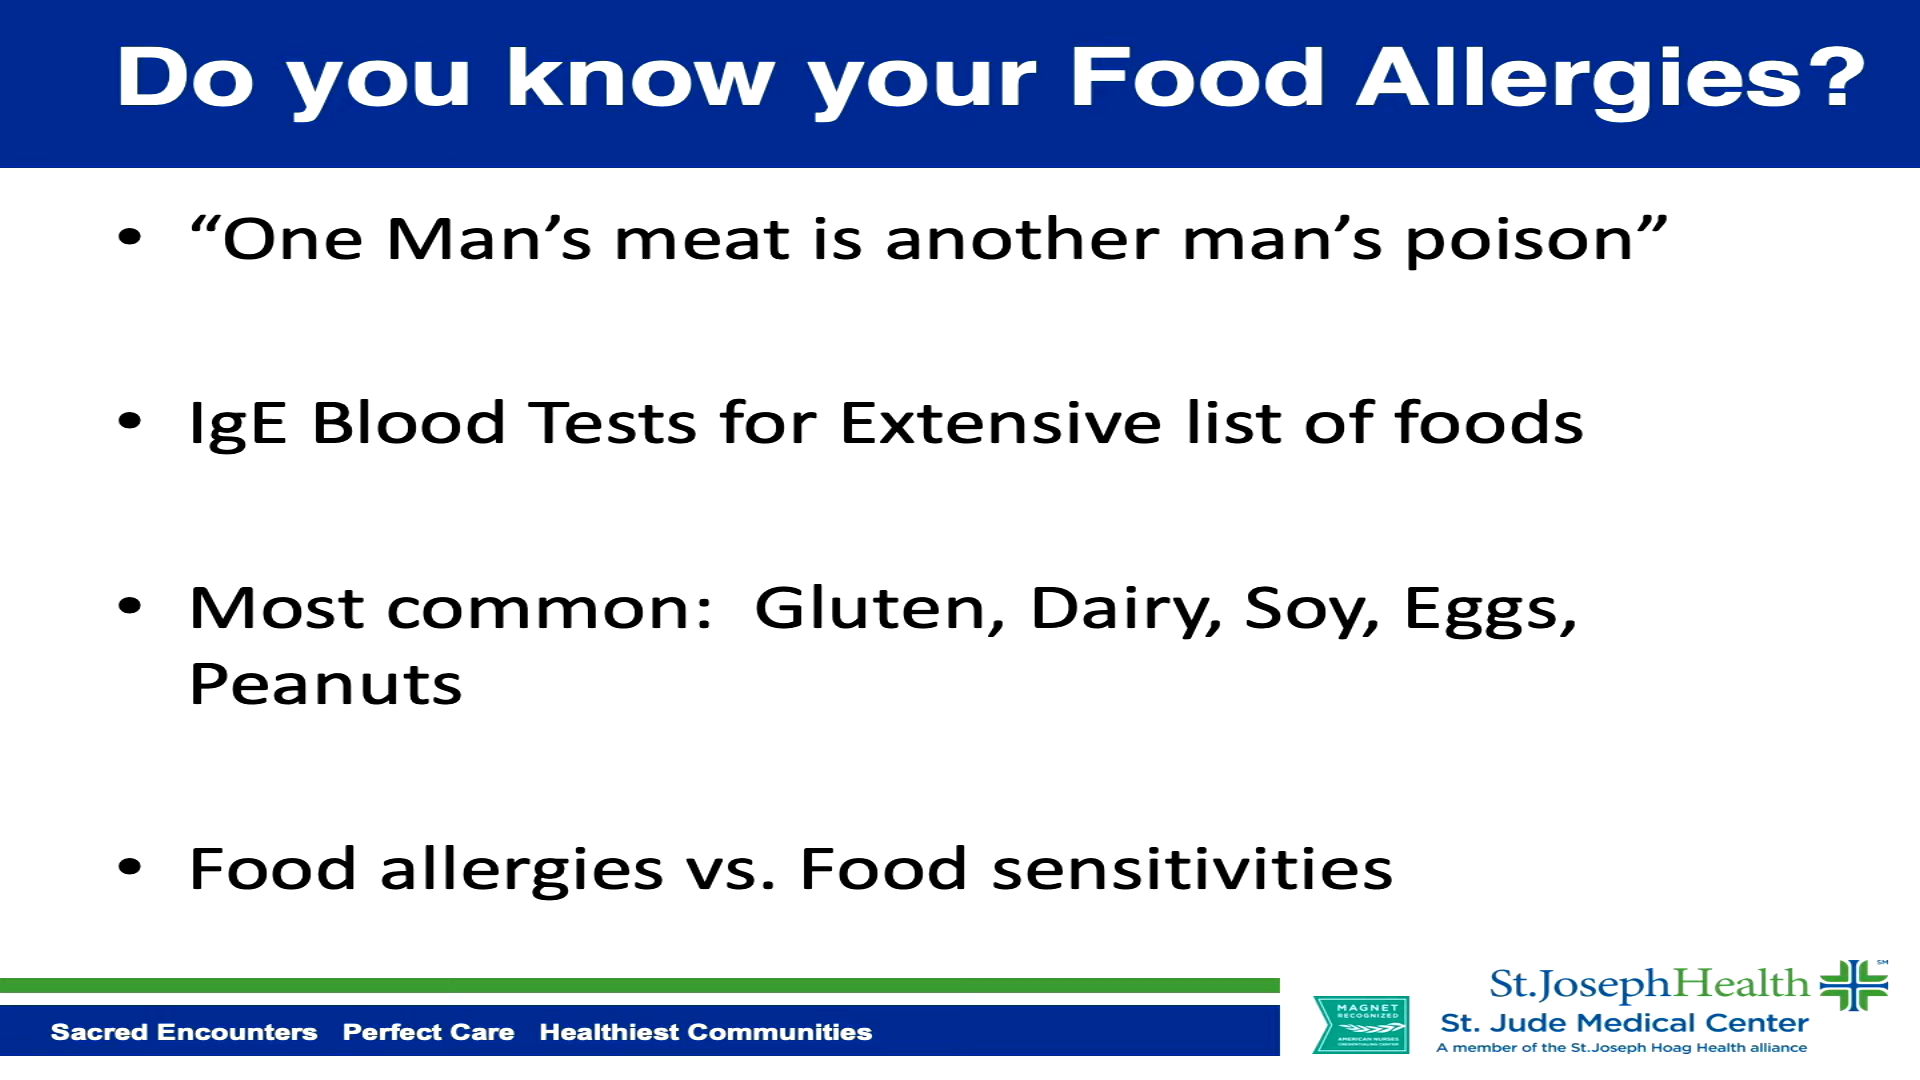 Do you know your Food Allergies?
• “One Man’s meat is another man’s poison”
• IgE Blood Tests for Extensive list of foods
• Most common:  Gluten, Dairy, Soy, Eggs,
Peanuts
• Food allergies vs. Food sensitivities
Sacred Encounters   Perfect Care   Healthiest Communities
MAGNET
RECOGNIZED
AMERICAN NURSES
CREDENTIALING CENTER
St.JosephHealth SM
St. Jude Medical Center
A member of the St.Joseph Hoag Health alliance